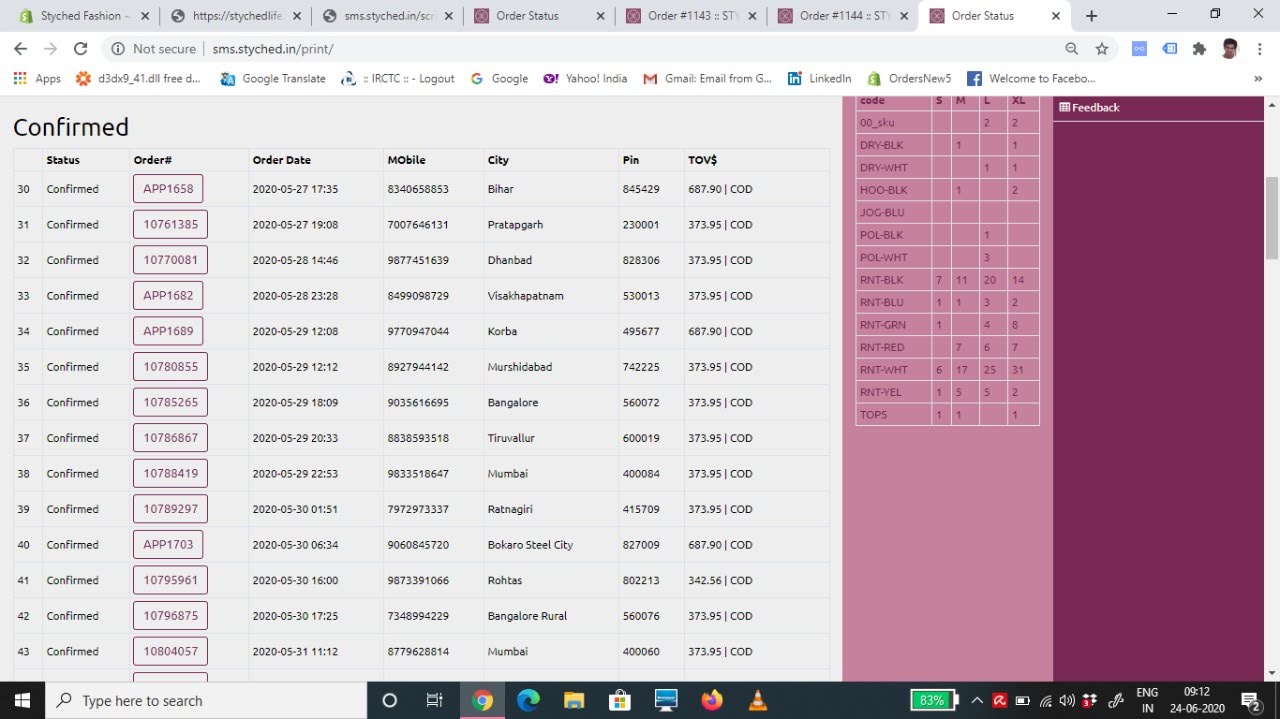 Styched Fashion ~
https://stychedlife
sms.styched.in/scr
Order Status
Order #1143 :: STY
Order #1144 :: STY
Order Status
Not secure | sms.styched.in/print/
Apps
d3dx9_41.dll free d...
Google Translate
:: IRCTC :: - Logout
Google
Yahoo! India
Gmail: Email from G...
LinkedIn
OrdersNew5
Welcome to Facebo...
»
Confirmed
Status Order# Order Date MObile City Pin TOV$
30 Confirmed APP1658 2020-05-27 17:35 8340658853 Bihar 845429 687.90 | COD
31 Confirmed 10761385 2020-05-27 19:08 7007646131 Pratapgarh 230001 373.95 | COD
32 Confirmed 10770081 2020-05-28 14:46 9877451639 Dhanbad 828306 373.95 | COD
33 Confirmed APP1682 2020-05-28 23:28 8499098729 Visakhapatnam 530013 373.95 | COD
34 Confirmed APP1689 2020-05-29 12:08 9770947044 Korba 495677 687.90 | COD
35 Confirmed 10780855 2020-05-29 12:12 8927944142 Murshidabad 742225 373.95 | COD
36 Confirmed 10785175 2020-05-29 18:09 9035616695 Bangalore 560072 373.95 | COD
37 Confirmed 10786867 2020-05-29 20:33 8838593518 Tiruvallur 600019 373.95 | COD
38 Confirmed 10788419 2020-05-29 22:53 9833518647 Mumbai 400084 373.95 | COD
39 Confirmed 10789297 2020-05-30 01:51 7972973337 Ratnagiri 415709 373.95 | COD
40 Confirmed APP1703 2020-05-30 06:34 9060845720 Bokaro Steel City 827009 687.90 | COD
41 Confirmed 10795961 2020-05-30 16:00 9873391066 Rohtas 802213 342.56 | COD
42 Confirmed 10796875 2020-05-30 17:25 7348994229 Bangalore Rural 560076 373.95 | COD
43 Confirmed 10804057 2020-05-31 11:12 8779628814 Mumbai 400060 373.95 | COD
code S M L XL
00_sku 2 2
DRY-BLK 1 1
DRY-WHT 1 1
HOO-BLK 1 2
JOG-BLU
POL-BLK 1
POL-WHT 3
RNT-BLK 7 11 20 14
RNT-BLU 1 1 3 2
RNT-GRN 1 4 8
RNT-RED 7 6 7
RNT-WHT 6 17 25 31
RNT-YEL 1 5 5 2
TOPS 1 1 1
Feedback
Type here to search
83%
ENG
IN
09:12
24-06-2020
2